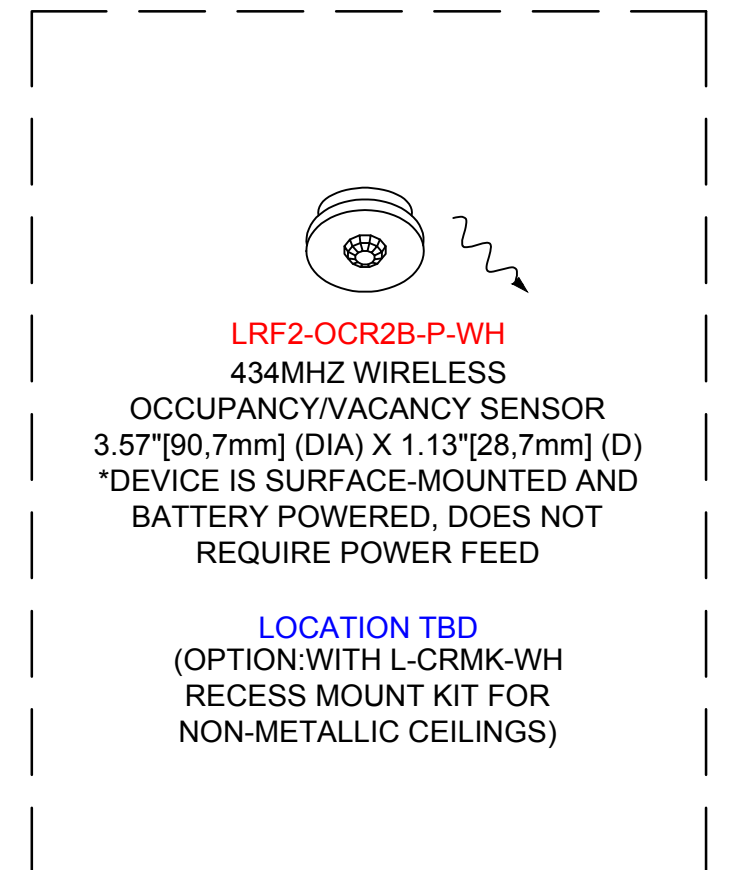 LRF2-OCR2B-P-WH
434MHZ WIRELESS
OCCUPANCY/VACANCY SENSOR
3.57"[90,7mm] (DIA) X 1.13"[28,7mm] (D)
*DEVICE IS SURFACE-MOUNTED AND
BATTERY POWERED, DOES NOT
REQUIRE POWER FEED
LOCATION TBD
(OPTION:WITH L-CRMK-WH
RECESS MOUNT KIT FOR
NON-METALLIC CEILINGS)